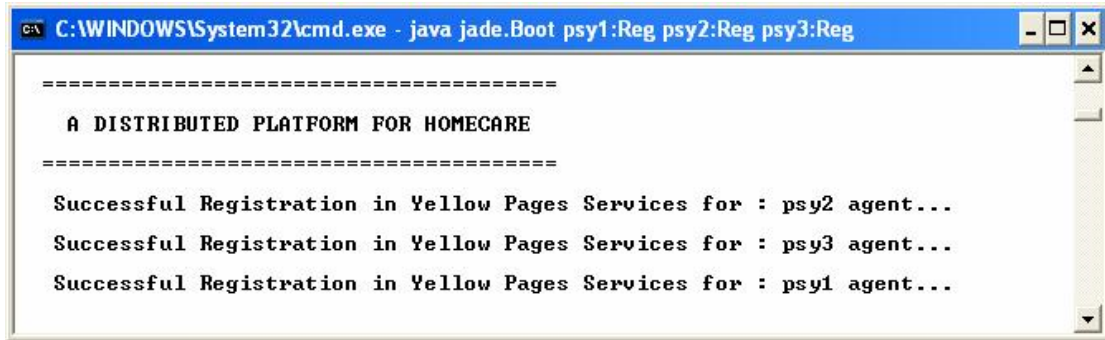 C:\WINDOWS\System32\cmd.exe - java jade.Boot psy1:Reg psy2:Reg psy3:Reg
========================================
A DISTRIBUTED PLATFORM FOR HOMECARE
========================================
Successful Registration in Yellow Pages Services for : psy2 agent...
Successful Registration in Yellow Pages Services for : psy3 agent...
Successful Registration in Yellow Pages Services for : psy1 agent...